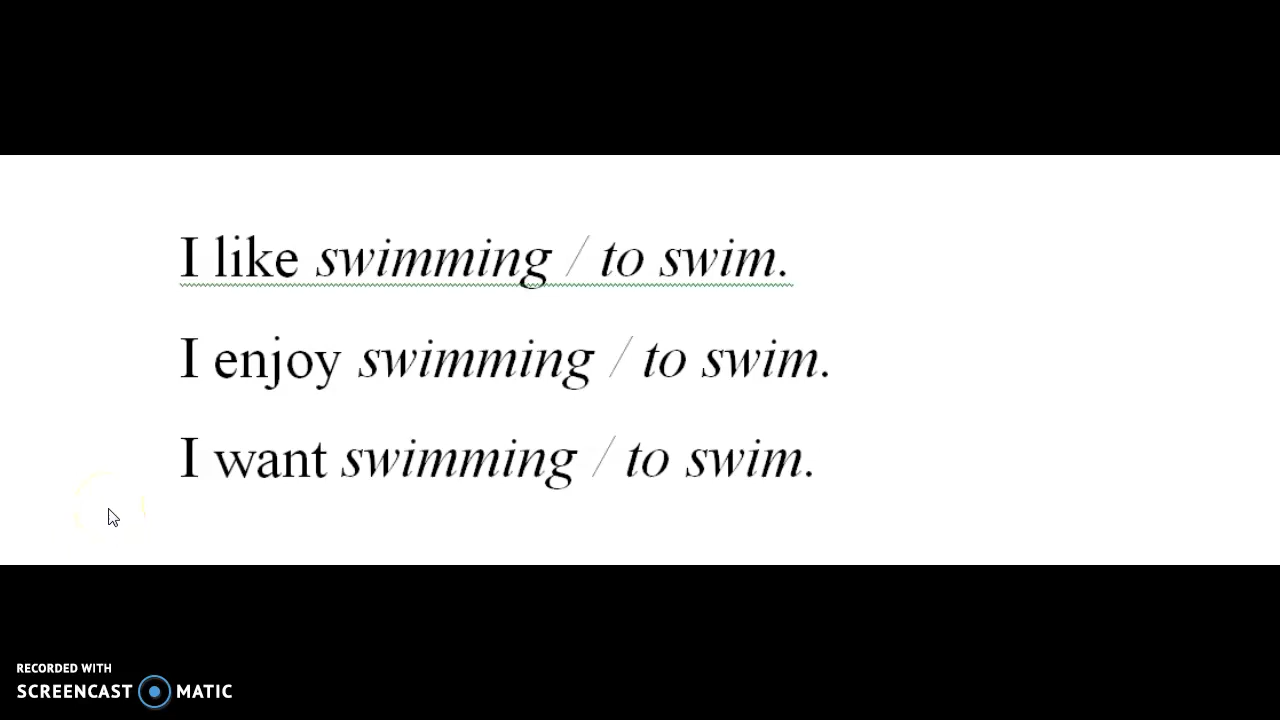 I like swimming / to swim.
I enjoy swimming / to swim.
I want swimming / to swim.
RECORDED WITH
SCREENCAST MATIC